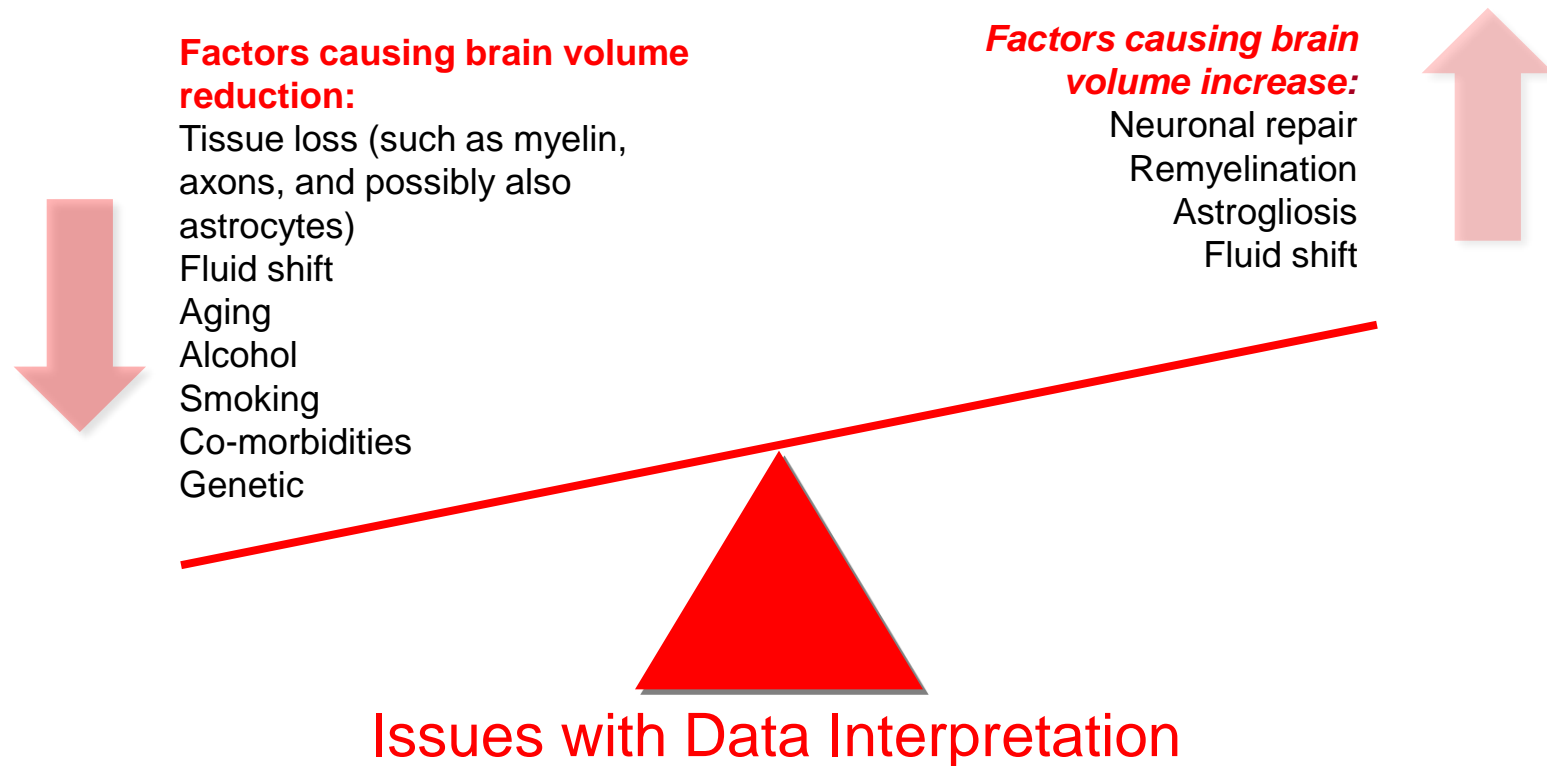 Factors causing brain volume
reduction:
Tissue loss (such as myelin,
axons, and possibly also
astrocytes)
Fluid shift
Aging
Alcohol
Smoking
Co-morbidities
Genetic
Factors causing brain
volume increase:
Neuronal repair
Remyelination
Astrogliosis
Fluid shift
Issues with Data Interpretation